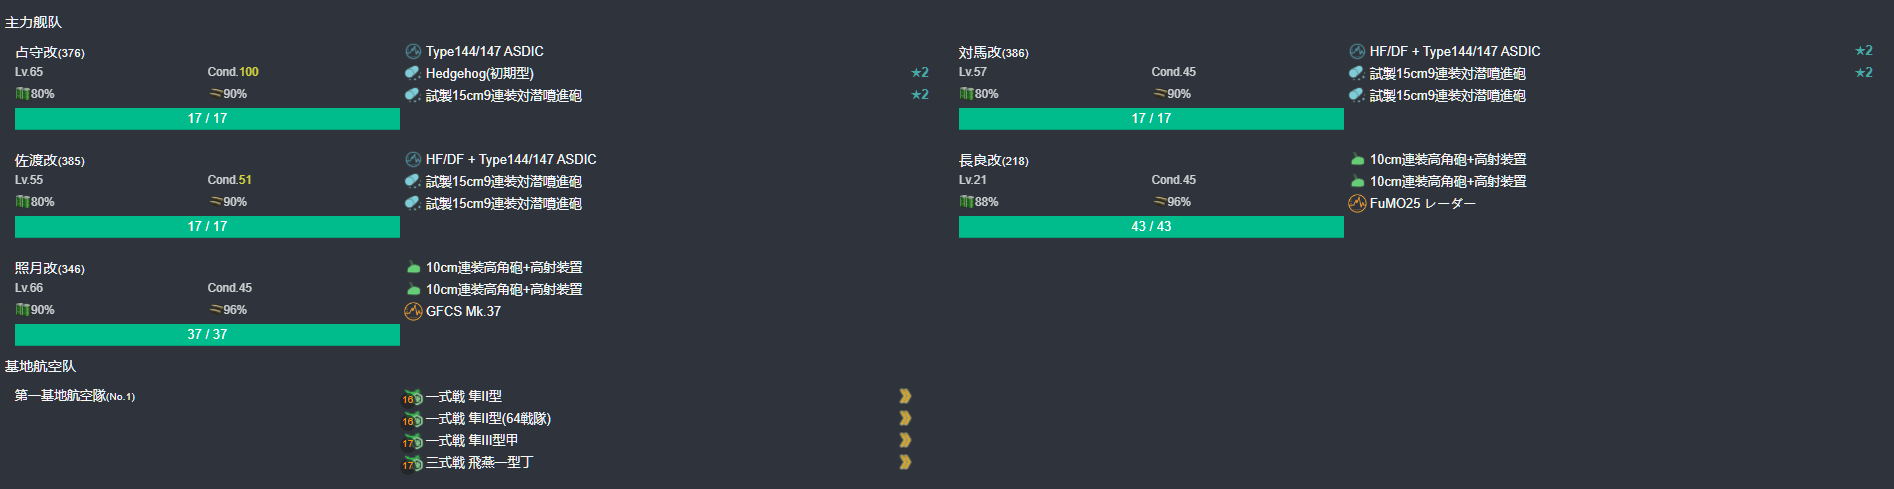 主力舰队
占守改(376)
Lv.65 Cond.100
80% 90%
17 / 17
Type144/147 ASDIC
Hedgehog(初期型) ★2
試製15cm9連装対潜噴進砲 ★2
対馬改(386)
Lv.57 Cond.45
80% 90%
17 / 17
HF/DF + Type144/147 ASDIC ★2
試製15cm9連装対潜噴進砲 ★2
試製15cm9連装対潜噴進砲
佐渡改(385)
Lv.55 Cond.51
80% 90%
17 / 17
HF/DF + Type144/147 ASDIC
試製15cm9連装対潜噴進砲
試製15cm9連装対潜噴進砲
長良改(218)
Lv.21 Cond.45
88% 96%
43 / 43
10cm連装高角砲+高射装置
10cm連装高角砲+高射装置
FuMO25 レーダー
照月改(346)
Lv.66 Cond.45
90% 96%
37 / 37
10cm連装高角砲+高射装置
10cm連装高角砲+高射装置
GFCS Mk.37
基地航空队
第一基地航空隊(No.1)
16 一式戦 隼II型
16 一式戦 隼II型(64戦隊)
17 一式戦 隼III型甲
17 三式戦 飛燕一型丁